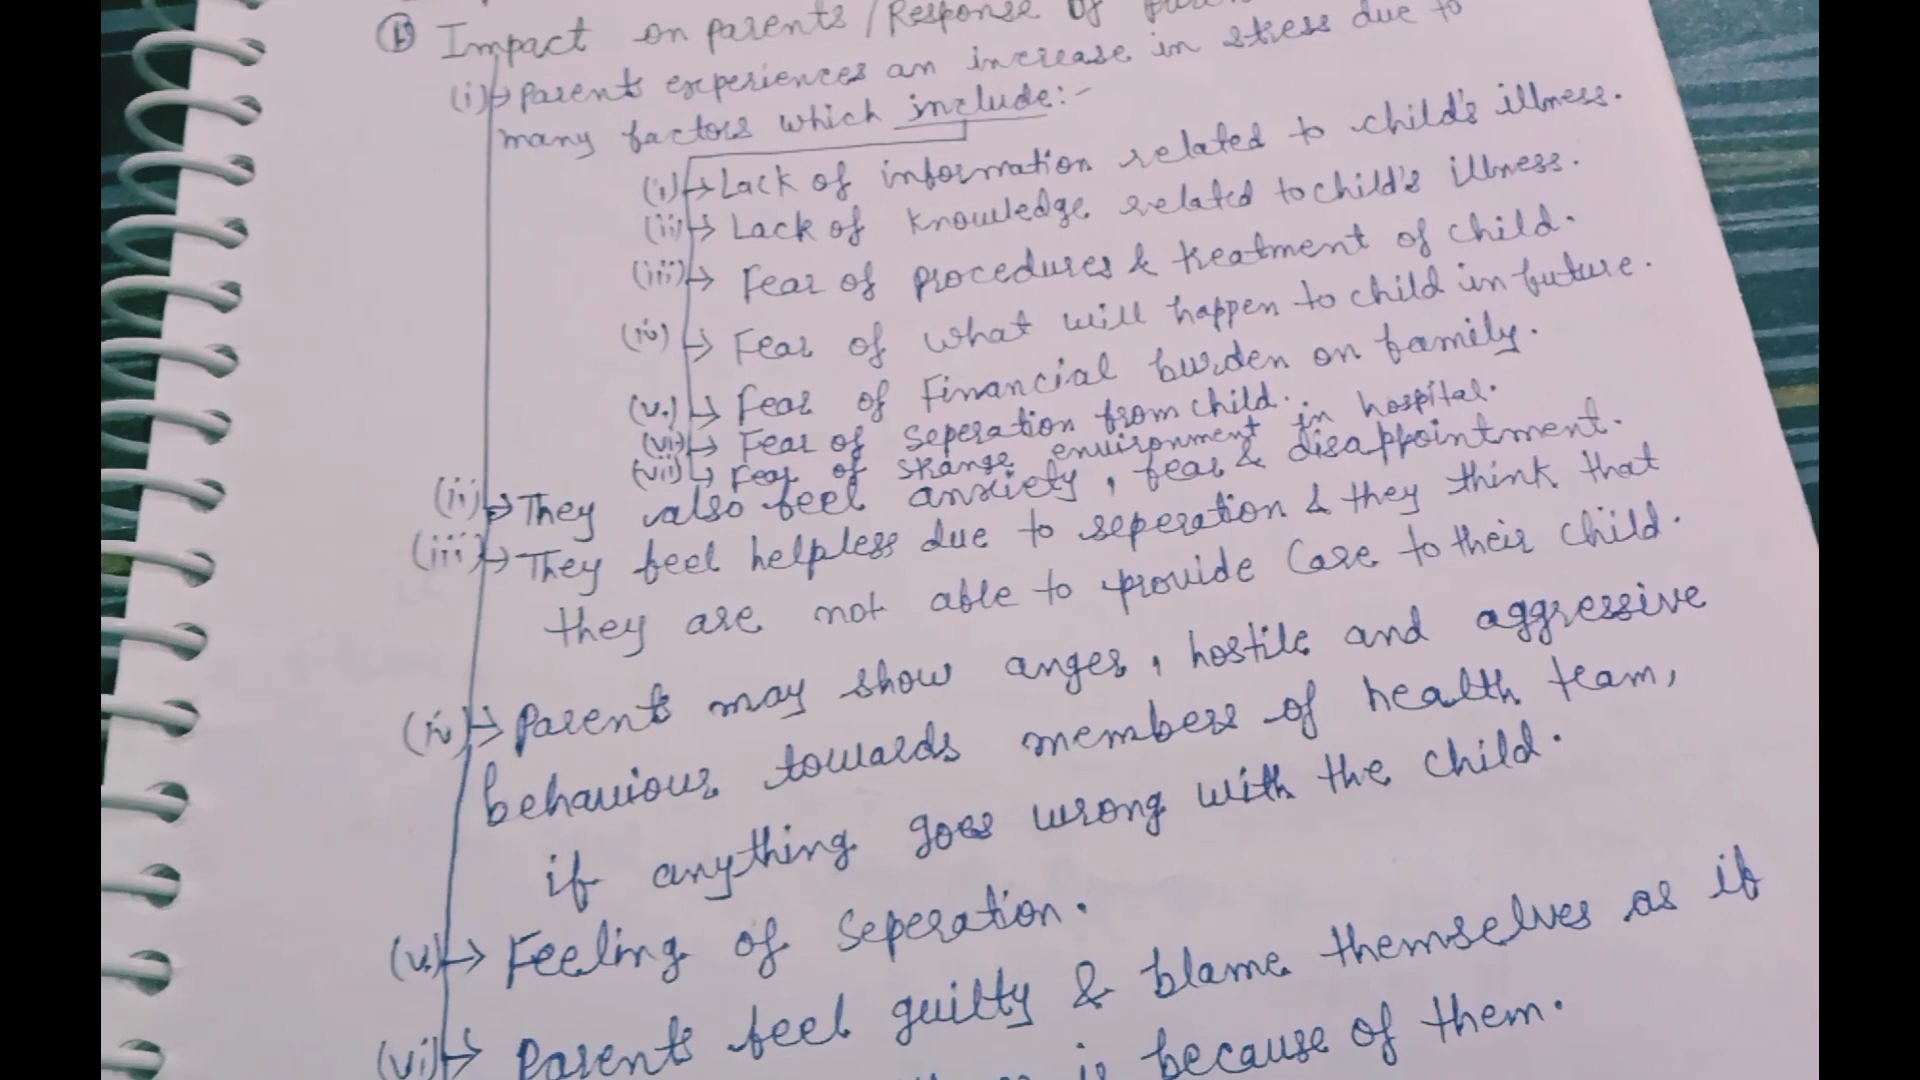 (b) Impact on parents / Response of
(i) → Parents experiences an increase in stress due to
many factors which include:-
(i) → Lack of information related to child's illness.
(ii) → Lack of knowledge related to child's illness.
(iii) → Fear of procedures & treatment of child.
(iv) → Fear of what will happen to child in future.
(v.) → Fear of Financial burden on family.
(vi) → Fear of seperation from child.
(vii) → Fear of strange environment in hospital.
(ii) → They also feel anxiety, fear & disappointment.
(iii) → They feel helpless due to seperation & they think that
they are not able to provide care to their child.
(iv) → Parents may show anger, hostile and aggressive
behaviour towards members of health team,
if anything goes wrong with the child.
(v.) → Feeling of seperation.
(vi) → Parents feel guilty & blame themselves as if
is because of them.